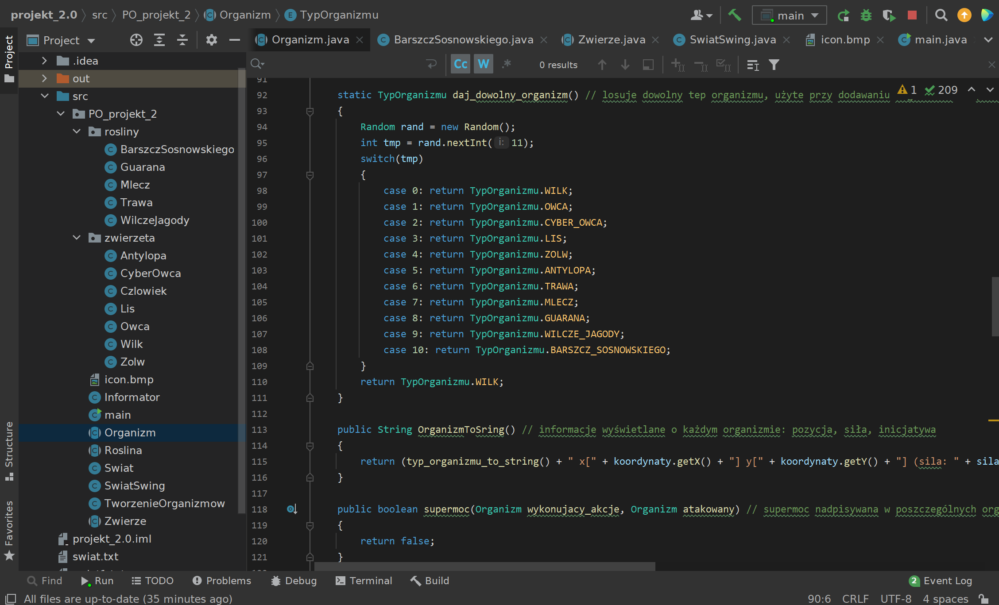 projekt_2.0 src PO_projekt_2 Organizm TypOrganizmu main
Project
Organizm.java BarszczSosnowskiego.java Zwierze.java SwiatSwing.java icon.bmp main.java
Cc W .* 0 results
Project
.idea
out
src
PO_projekt_2
rosliny
BarszczSosnowskiego
Guarana
Mlecz
Trawa
WilczeJagody
zwierzeta
Antylopa
CyberOwca
Czlowiek
Lis
Owca
Wilk
Zolw
icon.bmp
Informator
main
Organizm
Roslina
Swiat
SwiatSwing
TworzenieOrganizmow
Zwierze
projekt_2.0.iml
swiat.txt
Structure
Favorites
1 209
91
92 static TypOrganizmu daj_dowolny_organizm() // losuje dowolny tep organizmu, użyte przy dodawaniu
93 {
94 Random rand = new Random();
95 int tmp = rand.nextInt( i: 11);
96 switch(tmp)
97 {
98 case 0: return TypOrganizmu.WILK;
99 case 1: return TypOrganizmu.OWCA;
100 case 2: return TypOrganizmu.CYBER_OWCA;
101 case 3: return TypOrganizmu.LIS;
102 case 4: return TypOrganizmu.ZOLW;
103 case 5: return TypOrganizmu.ANTYLOPA;
104 case 6: return TypOrganizmu.TRAWA;
105 case 7: return TypOrganizmu.MLECZ;
106 case 8: return TypOrganizmu.GUARANA;
107 case 9: return TypOrganizmu.WILCZE_JAGODY;
108 case 10: return TypOrganizmu.BARSZCZ_SOSNOWSKIEGO;
109 }
110 return TypOrganizmu.WILK;
111 }
112
113 public String OrganizmToSring() // informacje wyświetlane o każdym organizmie: pozycja, siła, inicjatywa
114 {
115 return (typ_organizmu_to_string() + " x[" + koordynaty.getX() + "] y[" + koordynaty.getY() + "] (sila: " + sila
116 }
117
118 public boolean supermoc(Organizm wykonujacy_akcje, Organizm atakowany) // supermoc nadpisywana w poszczególnych org
119 {
120 return false;
121 }
Find Run TODO Problems Debug Terminal Build 2 Event Log
All files are up-to-date (35 minutes ago) 90:6 CRLF UTF-8 4 spaces